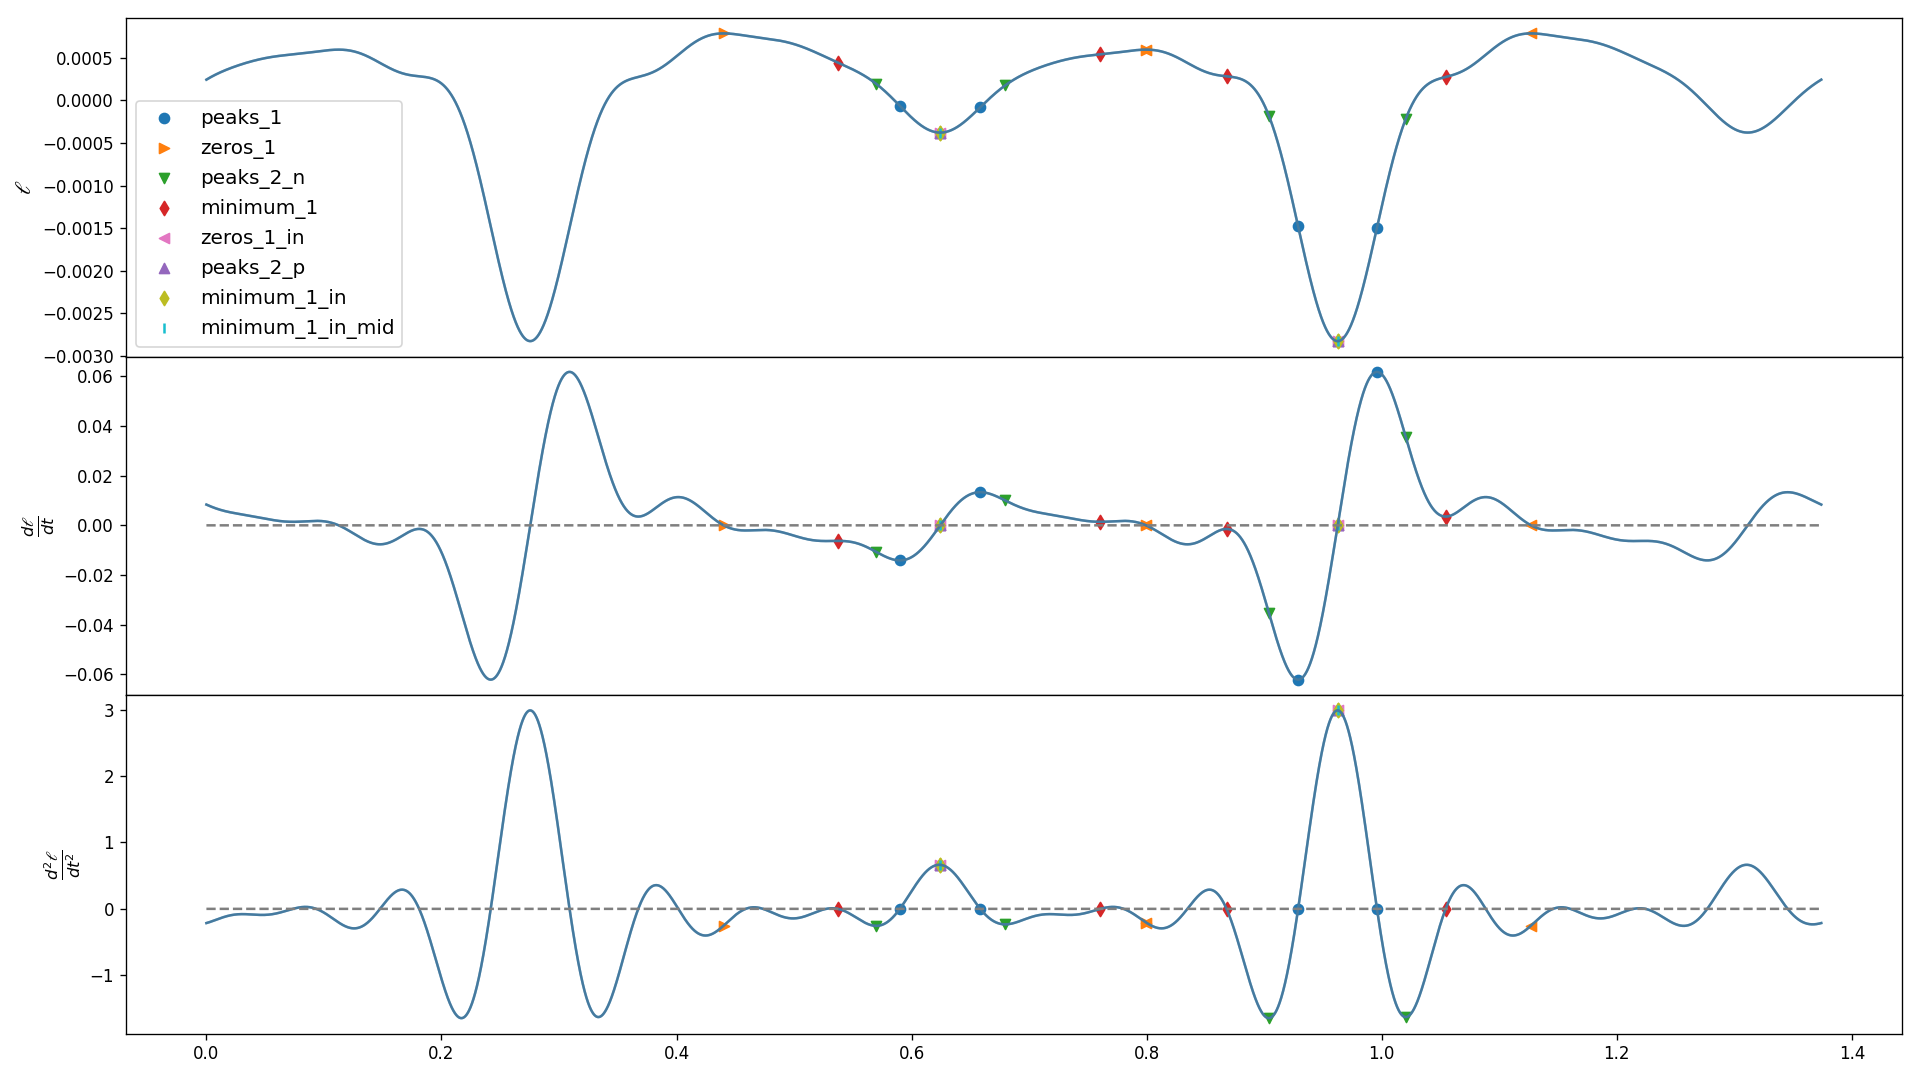 0.0005
0.0000
−0.0005
−0.0010
−0.0015
−0.0020
−0.0025
−0.0030
ℓ
peaks_1
zeros_1
peaks_2_n
minimum_1
zeros_1_in
peaks_2_p
minimum_1_in
minimum_1_in_mid
0.06
0.04
0.02
0.00
−0.02
−0.04
−0.06
dℓ
dt
3
2
1
0
−1
d²ℓ
dt²
0.0 0.2 0.4 0.6 0.8 1.0 1.2 1.4